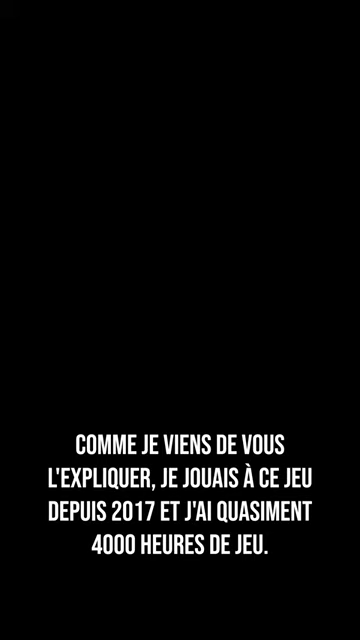 COMME JE VIENS DE VOUS
L'EXPLIQUER, JE JOUAIS À CE JEU
DEPUIS 2017 ET J'AI QUASIMENT
4000 HEURES DE JEU.